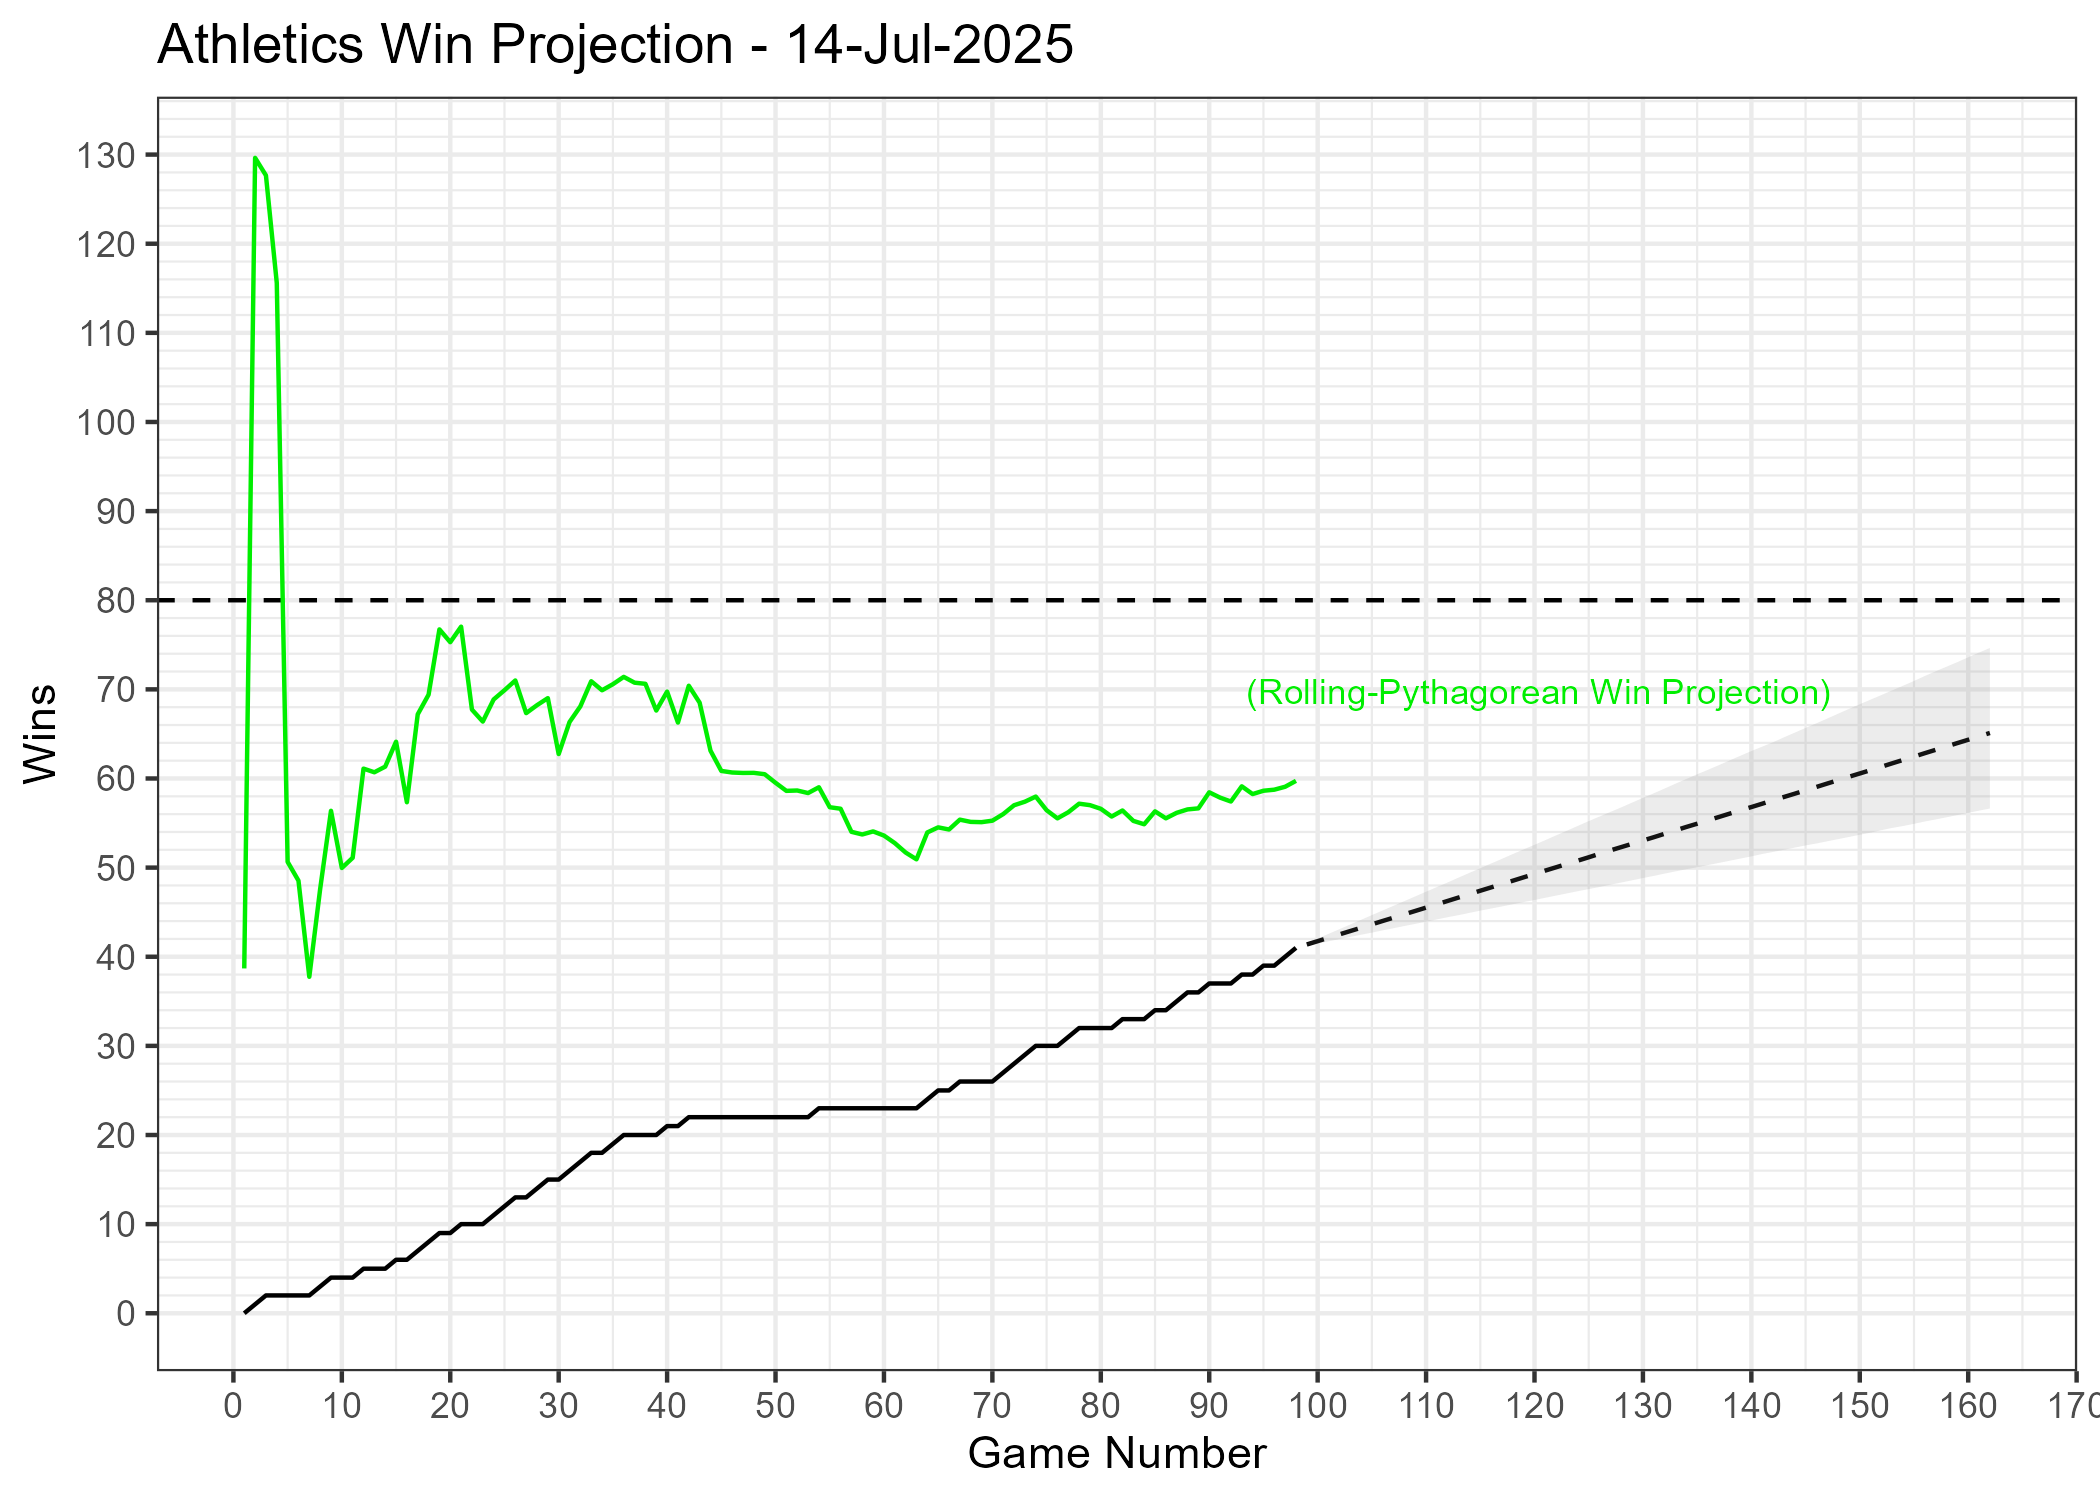 Athletics Win Projection - 14-Jul-2025
130
120
110
100
90
80
70
60
50
40
30
20
10
0
Wins
(Rolling-Pythagorean Win Projection)
0 10 20 30 40 50 60 70 80 90 100 110 120 130 140 150 160 170
Game Number